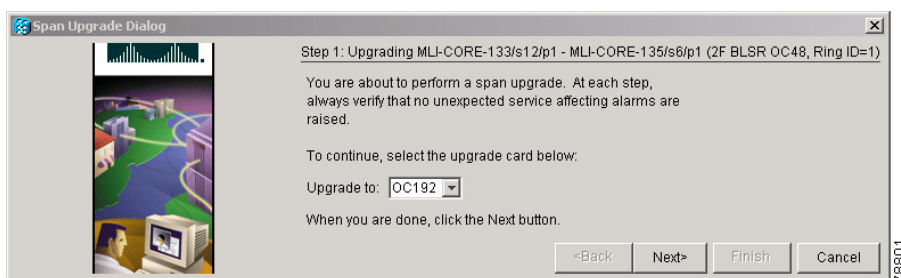 Span Upgrade Dialog
Step 1: Upgrading MLI-CORE-133/s12/p1 - MLI-CORE-135/s6/p1 (2F BLSR OC48, Ring ID=1)
You are about to perform a span upgrade. At each step,
always verify that no unexpected service affecting alarms are
raised.
To continue, select the upgrade card below:
Upgrade to: OC192
When you are done, click the Next button.
<Back Next> Finish Cancel